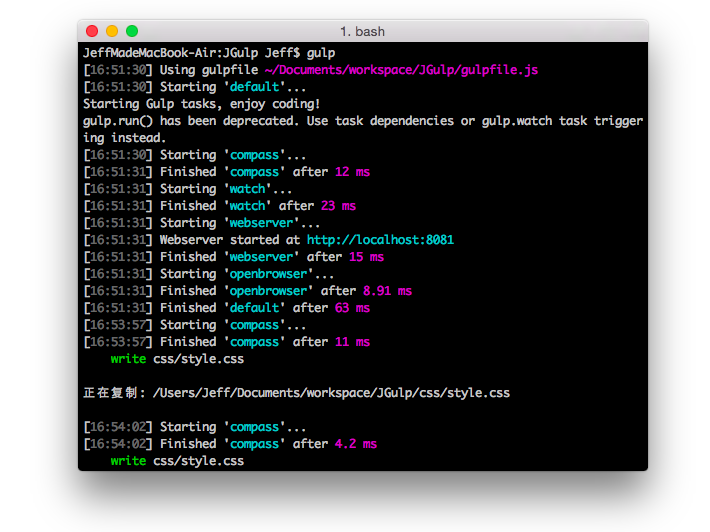 1. bash
JeffMadeMacBook-Air:JGulp Jeff$ gulp
[16:51:30] Using gulpfile ~/Documents/workspace/JGulp/gulpfile.js
[16:51:30] Starting 'default'...
Starting Gulp tasks, enjoy coding!
gulp.run() has been deprecated. Use task dependencies or gulp.watch task trigger
ing instead.
[16:51:30] Starting 'compass'...
[16:51:31] Finished 'compass' after 12 ms
[16:51:31] Starting 'watch'...
[16:51:31] Finished 'watch' after 23 ms
[16:51:31] Starting 'webserver'...
[16:51:31] Webserver started at http://localhost:8081
[16:51:31] Finished 'webserver' after 15 ms
[16:51:31] Starting 'openbrowser'...
[16:51:31] Finished 'openbrowser' after 8.91 ms
[16:51:31] Finished 'default' after 63 ms
[16:53:57] Starting 'compass'...
[16:53:57] Finished 'compass' after 11 ms
    write css/style.css
正在复制: /Users/Jeff/Documents/workspace/JGulp/css/style.css
[16:54:02] Starting 'compass'...
[16:54:02] Finished 'compass' after 4.2 ms
    write css/style.css